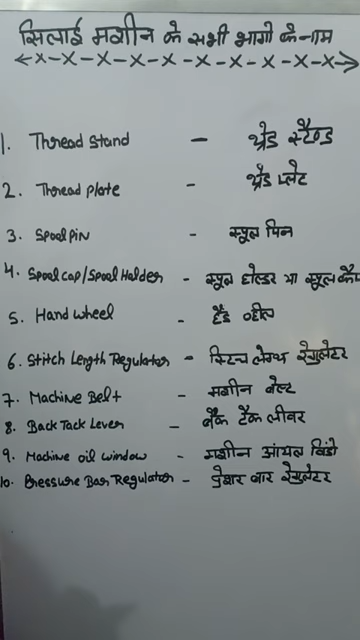 सिलाई मशीन के सभी भागो के नाम
<-x-x-x-x-x-x-x-x-x-x->
1. Thread Stand - थ्रेड स्टैण्ड
2. Thread Plate - थ्रेड प्लेट
3. Spool Pin - स्पूल पिन
4. Spool cap/Spool Holder - स्पूल होल्डर या स्पूल कैप
5. Hand wheel - हैंड व्हील
6. Stitch Length Regulator - स्टिच लेन्थ रेगुलेटर
7. Machine Belt - मशीन बेल्ट
8. Back Tack Lever - बैक टैक लीवर
9. Machine oil window - मशीन आंयल विंडो
10. Pressure Bar Regulator - प्रेशर बार रेगुलेटर